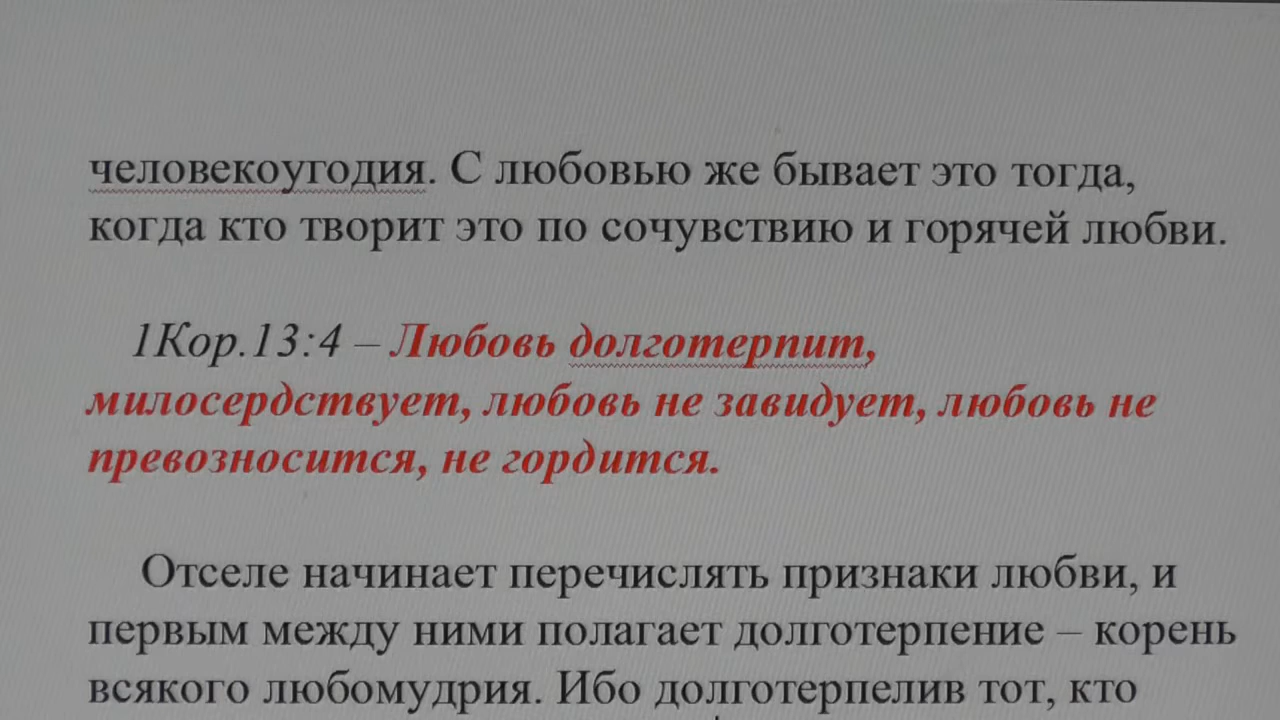 человекоугодия. С любовью же бывает это тогда,
когда кто творит это по сочувствию и горячей любви.
1Кор.13:4 – Любовь долготерпит,
милосердствует, любовь не завидует, любовь не
превозносится, не гордится.
Отселе начинает перечислять признаки любви, и
первым между ними полагает долготерпение – корень
всякого любомудрия. Ибо долготерпелив тот, кто